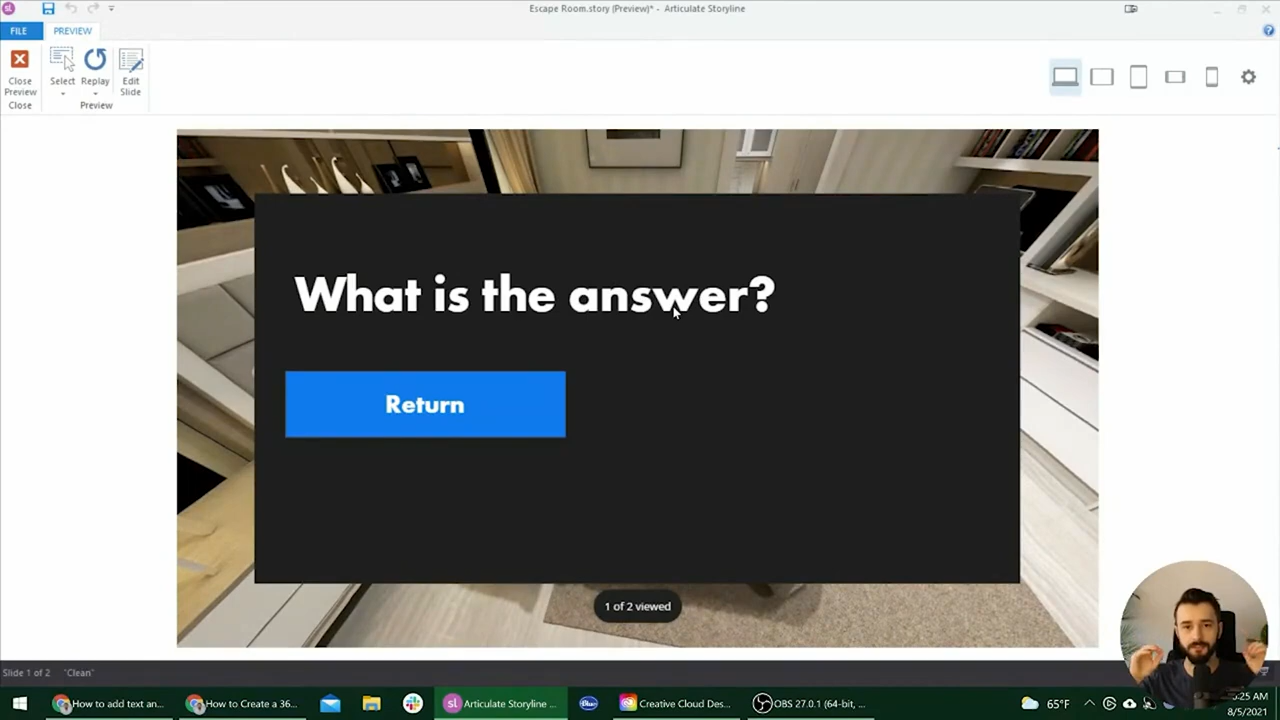 Escape Room.story (Preview)* - Articulate Storyline
FILE
PREVIEW
Close Preview
Select
Replay
Edit Slide
Close
Preview
What is the answer?
Return
1 of 2 viewed
Slide 1 of 2
"Clean"
How to add text an...
How to Create a 36...
Articulate Storyline ...
Creative Cloud Des...
OBS 27.0.1 (64-bit, ...
65°F
:25 AM
8/5/2021